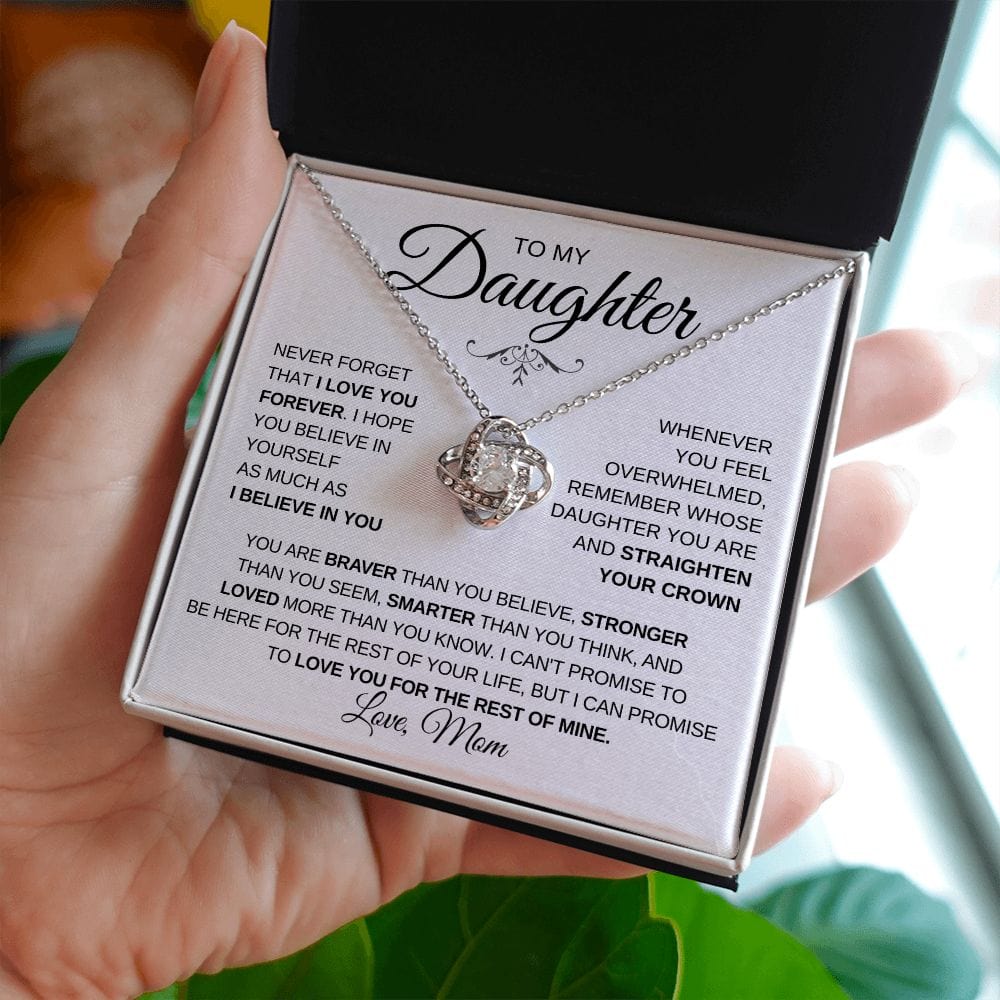 TO MY
Daughter
NEVER FORGET
THAT I LOVE YOU
FOREVER. I HOPE
YOU BELIEVE IN
YOURSELF
AS MUCH AS
I BELIEVE IN YOU
WHENEVER
YOU FEEL
OVERWHELMED,
REMEMBER WHOSE
DAUGHTER YOU ARE
AND STRAIGHTEN
YOUR CROWN
YOU ARE BRAVER THAN YOU BELIEVE, STRONGER
THAN YOU SEEM, SMARTER THAN YOU THINK, AND
LOVED MORE THAN YOU KNOW. I CAN'T PROMISE TO
BE HERE FOR THE REST OF YOUR LIFE, BUT I CAN PROMISE
TO LOVE YOU FOR THE REST OF MINE.
Love, Mom